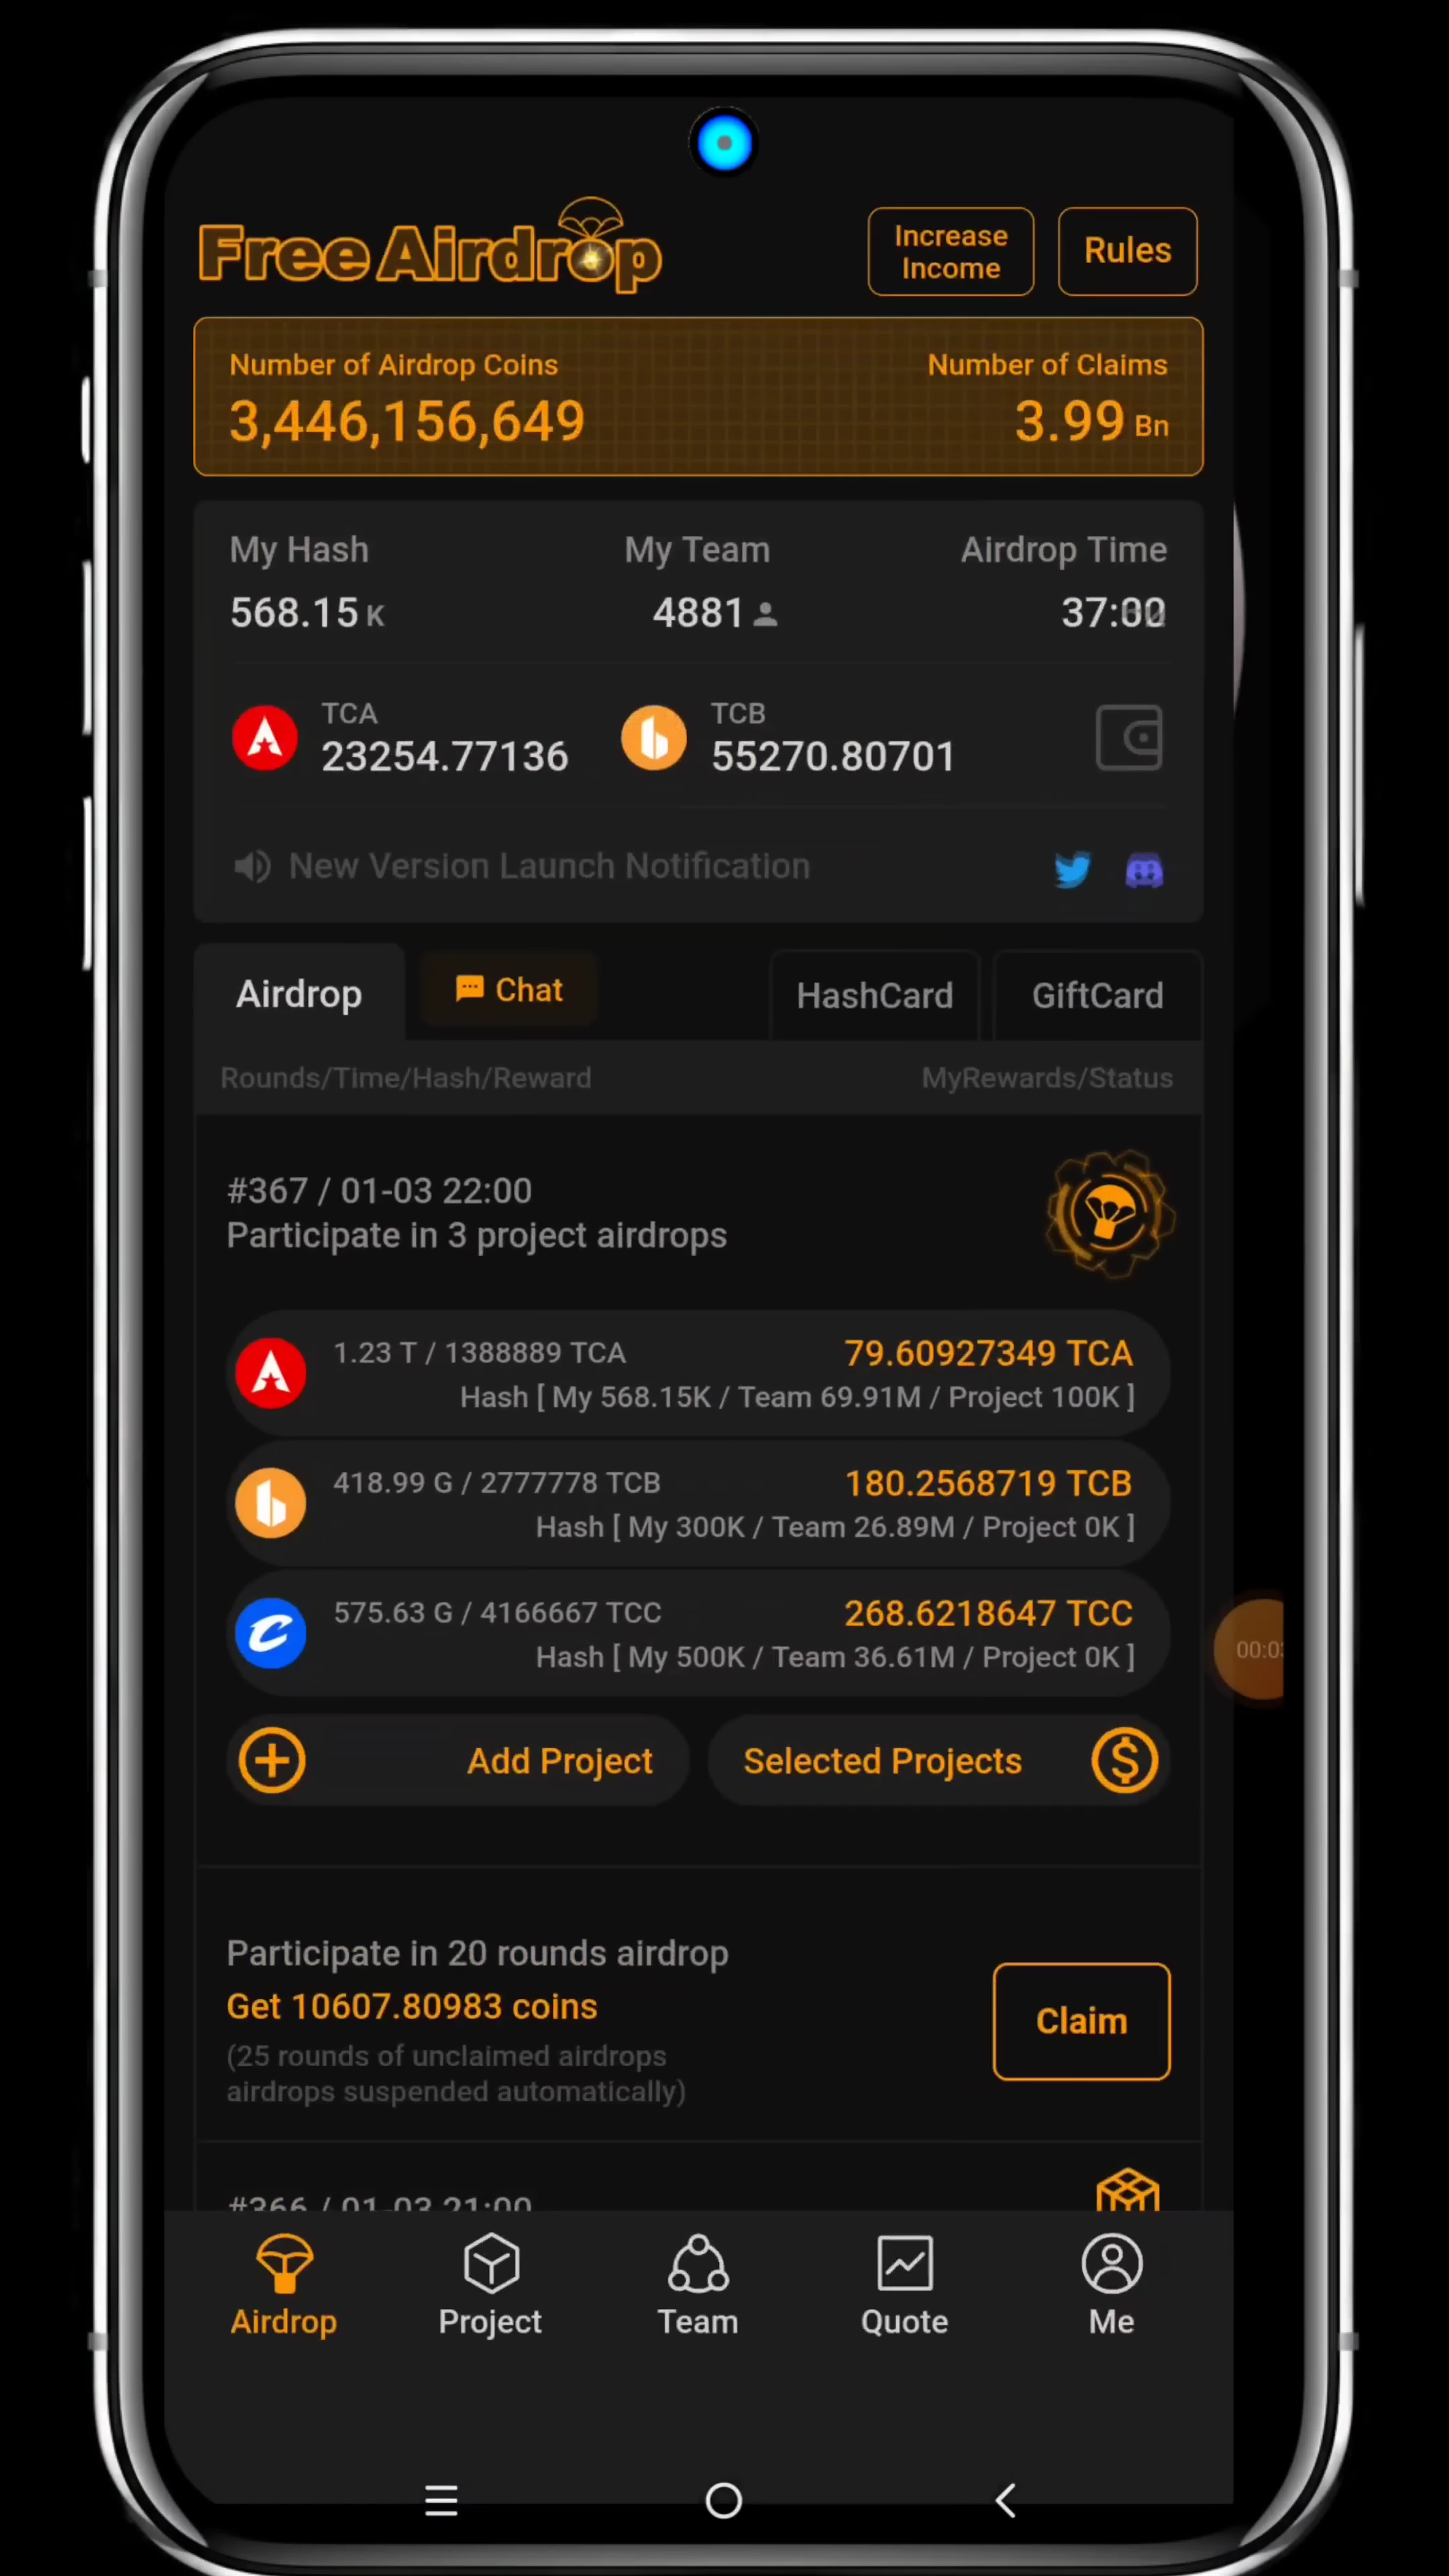 Free Airdrop
Increase
Income
Rules
Number of Airdrop Coins
Number of Claims
3,446,156,649
3.99 Bn
My Hash
My Team
Airdrop Time
568.15 K
4881
TCA
23254.77136
TCB
55270.80701
New Version Launch Notification
Airdrop
Chat
HashCard
GiftCard
Rounds/Time/Hash/Reward
MyRewards/Status
#367 / 01-03 22:00
Participate in 3 project airdrops
1.23 T / 1388889 TCA
79.60927349 TCA
Hash [ My 568.15K / Team 69.91M / Project 100K ]
418.99 G / 2777778 TCB
180.2568719 TCB
Hash [ My 300K / Team 26.89M / Project 0K ]
575.63 G / 4166667 TCC
268.6218647 TCC
Hash [ My 500K / Team 36.61M / Project 0K ]
Add Project
Selected Projects
Participate in 20 rounds airdrop
Get 10607.80983 coins
(25 rounds of unclaimed airdrops
airdrops suspended automatically)
Claim
#366 / 01-03 21:00
Airdrop
Project
Team
Quote
Me